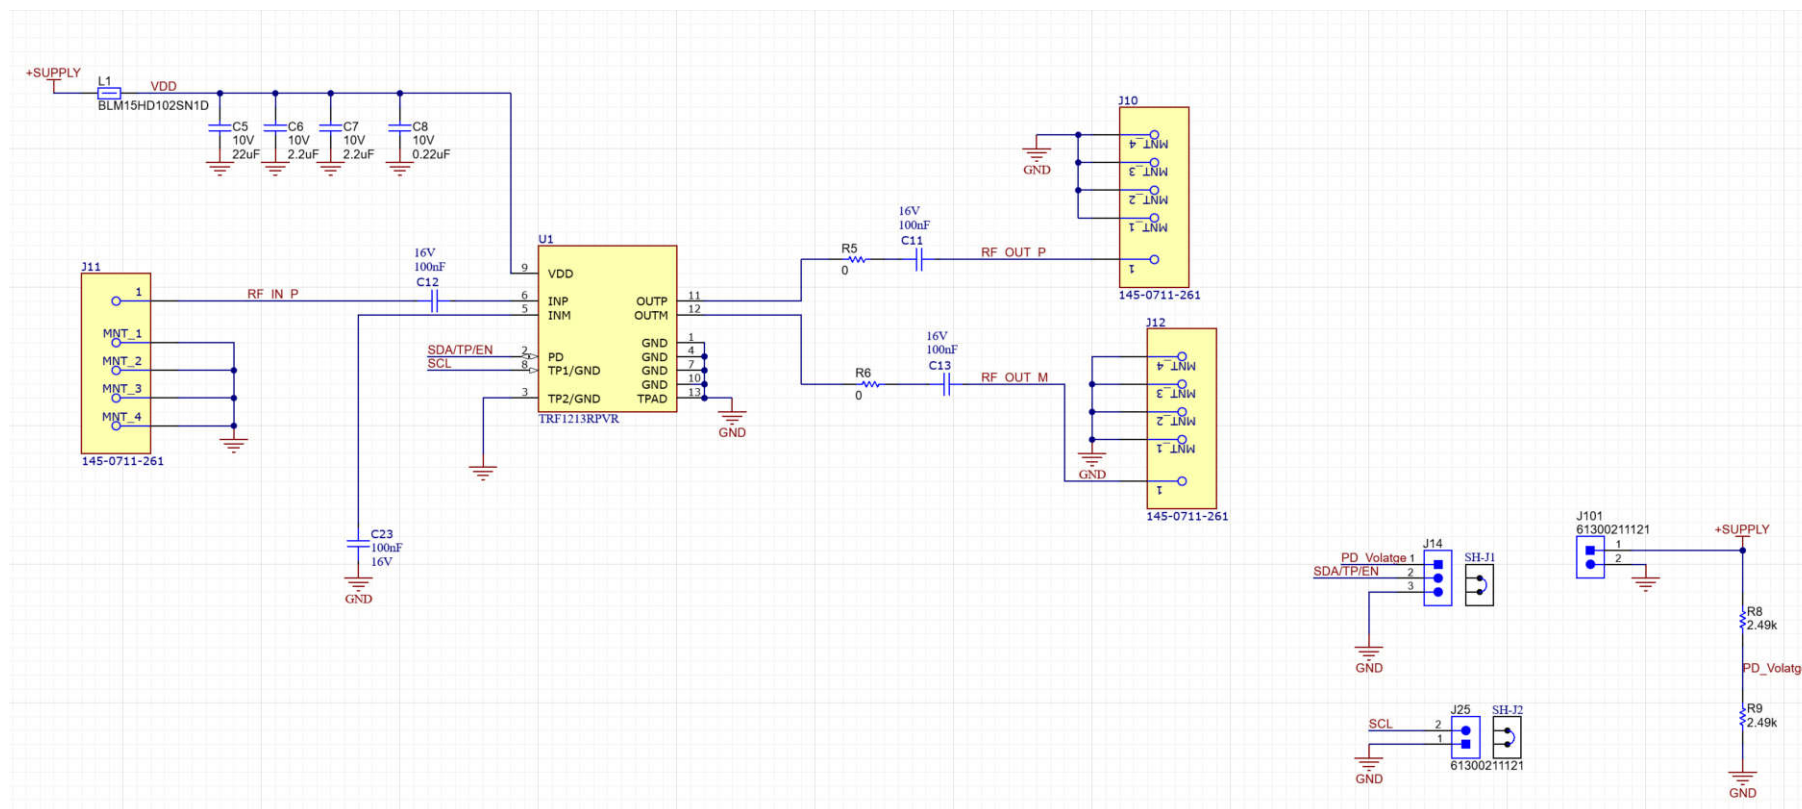 +SUPPLY
L1
VDD
BLM15HD102SN1D
C5
10V
22uF
C6
10V
2.2uF
C7
10V
2.2uF
C8
10V
0.22uF
J11
1
MNT_1
MNT_2
MNT_3
MNT_4
145-0711-261
RF_IN_P
16V
100nF
C12
SDA/TP/EN
SCL
U1
9 VDD
6 INP
5 INM
2 PD
8 TP1/GND
3 TP2/GND
OUTP 11
OUTM 12
GND 1
GND 4
GND 7
GND 10
TPAD 13
TRF1213RPVR
GND
C23
100nF
16V
GND
R5
0
16V
100nF
C11
RF_OUT_P
R6
0
16V
100nF
C13
RF_OUT_M
J10
MNT_4
MNT_3
MNT_2
MNT_1
1
GND
145-0711-261
J12
MNT_4
MNT_3
MNT_2
MNT_1
1
GND
145-0711-261
J14
PD_Volatge 1
SDA/TP/EN 2
3
SH-J1
GND
J101
61300211121
1
2
+SUPPLY
R8
2.49k
PD_Volatg
R9
2.49k
GND
J25
SH-J2
SCL 2
1
61300211121
GND